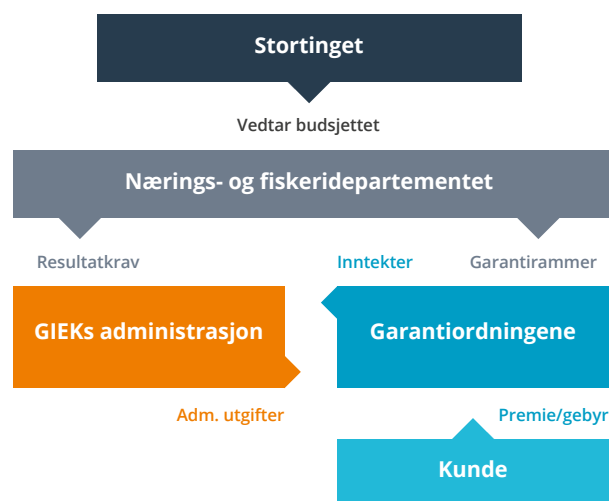 Stortinget
Vedtar budsjettet
Nærings- og fiskeridepartementet
Resultatkrav
Inntekter
Garantirammer
GIEKs administrasjon
Garantiordningene
Adm. utgifter
Premie/gebyr
Kunde